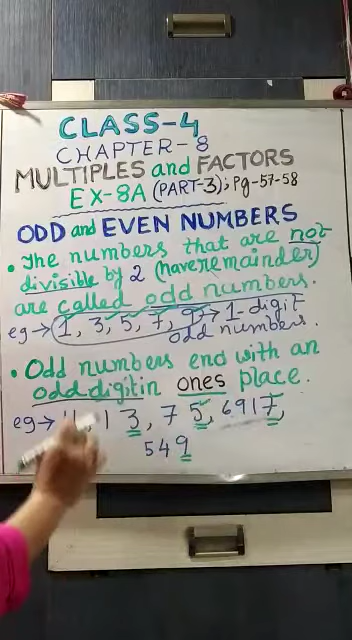 CLASS-4
CHAPTER-8
MULTIPLES and FACTORS
EX-8A (PART-3); Pg-57-58
ODD and EVEN NUMBERS
• The numbers that are not
divisible by 2 (have remainder)
are called odd numbers.
eg → 1, 3, 5, 7, 9, → 1-digit
odd numbers.
• Odd numbers end with an
odd digit in ones place.
eg → 11, 13, 75, 6917,
549